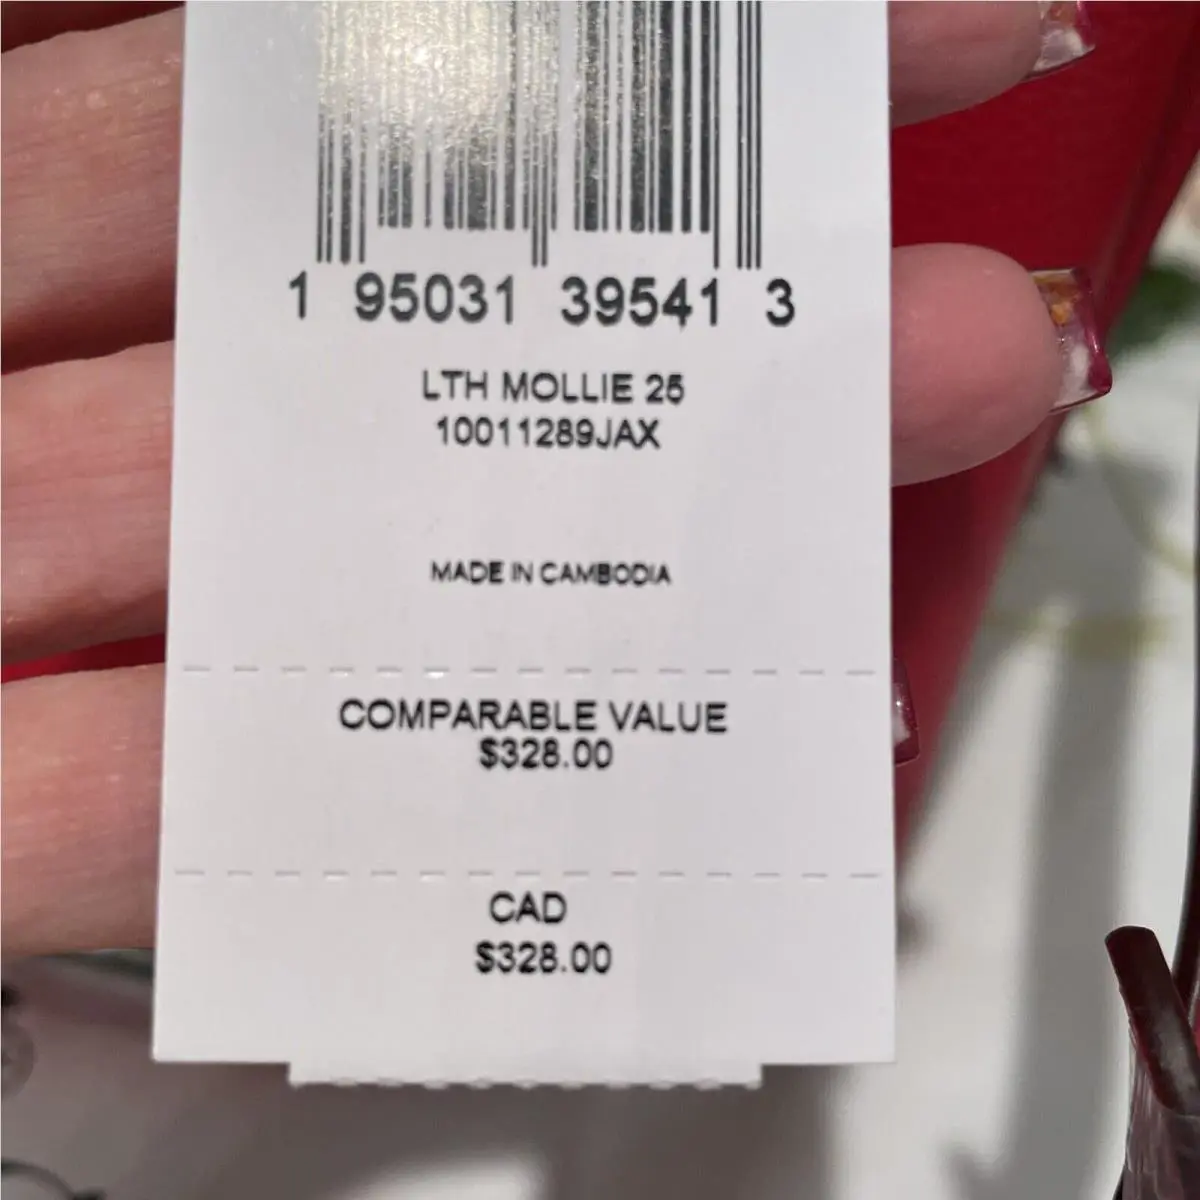 1 95031 39541 3
LTH MOLLIE 25
10011289JAX
MADE IN CAMBODIA
COMPARABLE VALUE
$328.00
CAD
$328.00